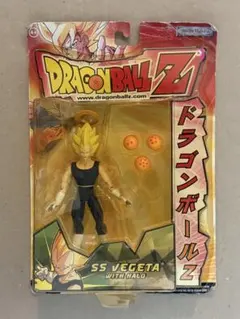 DRAGONBALL Z
www.dragonballz.com
ドラゴンボールZ
SS VEGETA
WITH HALO